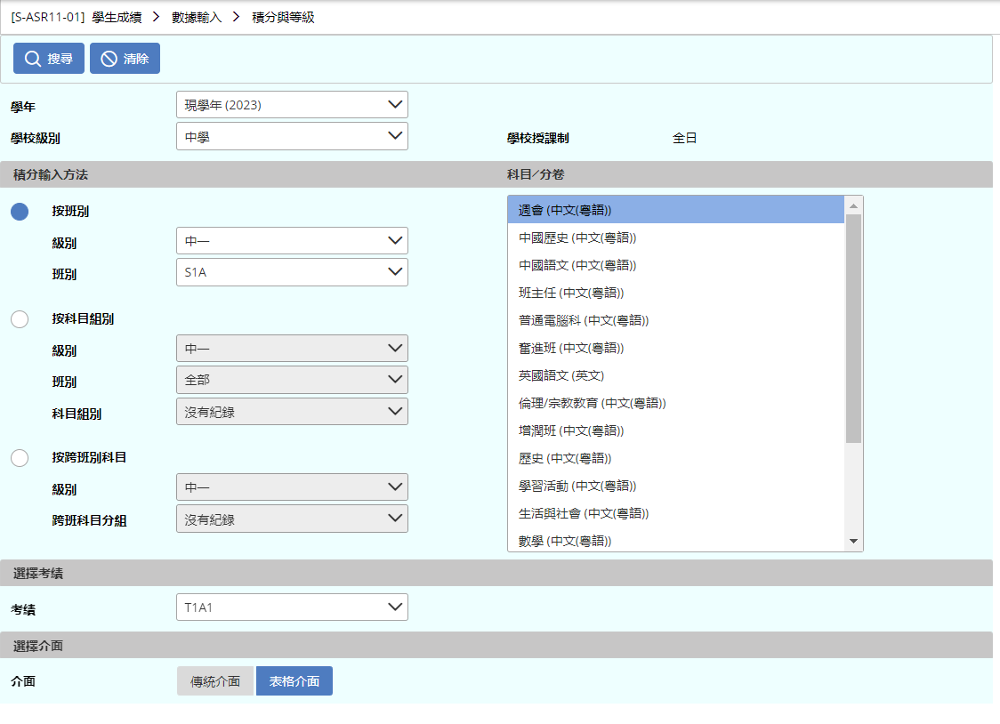 [S-ASR11-01] 學生成績 > 數據輸入 > 積分與等級
搜尋 清除
學年 現學年 (2023)
學校級別 中學 學校授課制 全日
積分輸入方法 科目/分卷
按班別
級別 中一
班別 S1A
按科目組別
級別 中一
班別 全部
科目組別 沒有紀錄
按跨班別科目
級別 中一
跨班科目分組 沒有紀錄
週會 (中文(粵語))
中國歷史 (中文(粵語))
中國語文 (中文(粵語))
班主任 (中文(粵語))
普通電腦科 (中文(粵語))
奮進班 (中文(粵語))
英國語文 (英文)
倫理/宗教教育 (中文(粵語))
增潤班 (中文(粵語))
歷史 (中文(粵語))
學習活動 (中文(粵語))
生活與社會 (中文(粵語))
數學 (中文(粵語))
選擇考績
考績 T1A1
選擇介面
介面 傳統介面 表格介面